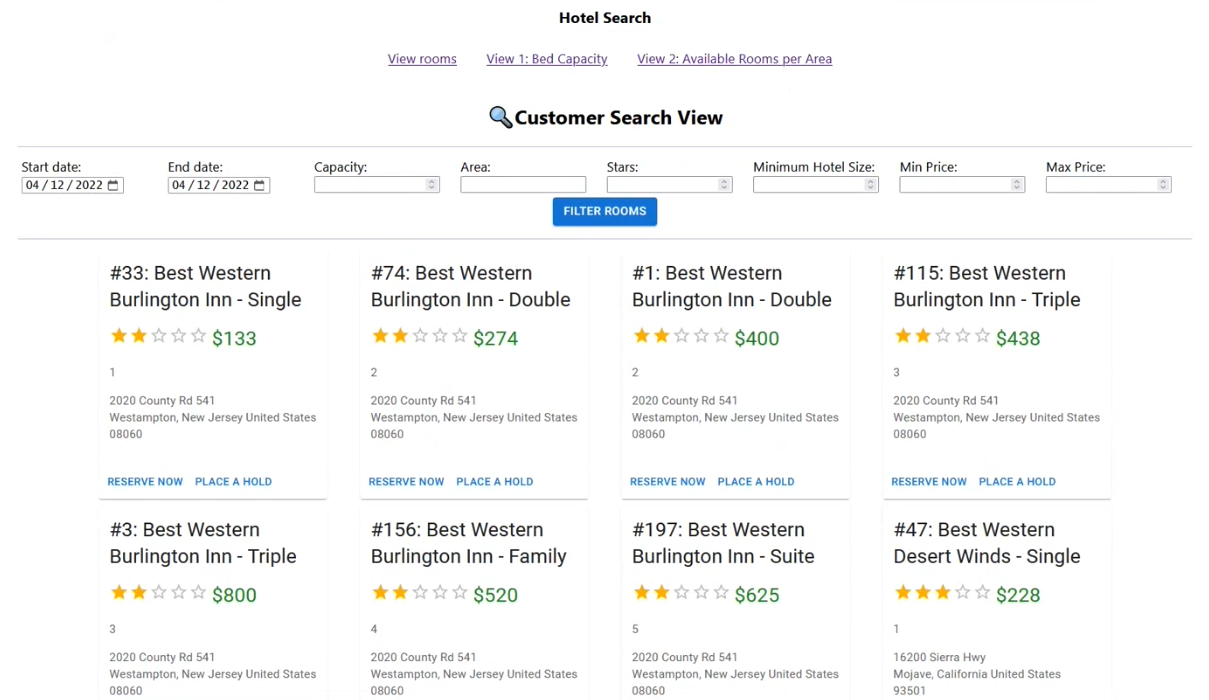 Hotel Search
View rooms View 1: Bed Capacity View 2: Available Rooms per Area
Customer Search View
Start date: End date: Capacity: Area: Stars: Minimum Hotel Size: Min Price: Max Price:
04 / 12 / 2022 04 / 12 / 2022
FILTER ROOMS
#33: Best Western
Burlington Inn - Single
$133
1
2020 County Rd 541
Westampton, New Jersey United States
08060
RESERVE NOW PLACE A HOLD
#74: Best Western
Burlington Inn - Double
$274
2
2020 County Rd 541
Westampton, New Jersey United States
08060
RESERVE NOW PLACE A HOLD
#1: Best Western
Burlington Inn - Double
$400
2
2020 County Rd 541
Westampton, New Jersey United States
08060
RESERVE NOW PLACE A HOLD
#115: Best Western
Burlington Inn - Triple
$438
3
2020 County Rd 541
Westampton, New Jersey United States
08060
RESERVE NOW PLACE A HOLD
#3: Best Western
Burlington Inn - Triple
$800
3
2020 County Rd 541
Westampton, New Jersey United States
08060
#156: Best Western
Burlington Inn - Family
$520
4
2020 County Rd 541
Westampton, New Jersey United States
08060
#197: Best Western
Burlington Inn - Suite
$625
5
2020 County Rd 541
Westampton, New Jersey United States
08060
#47: Best Western
Desert Winds - Single
$228
1
16200 Sierra Hwy
Mojave, California United States
93501